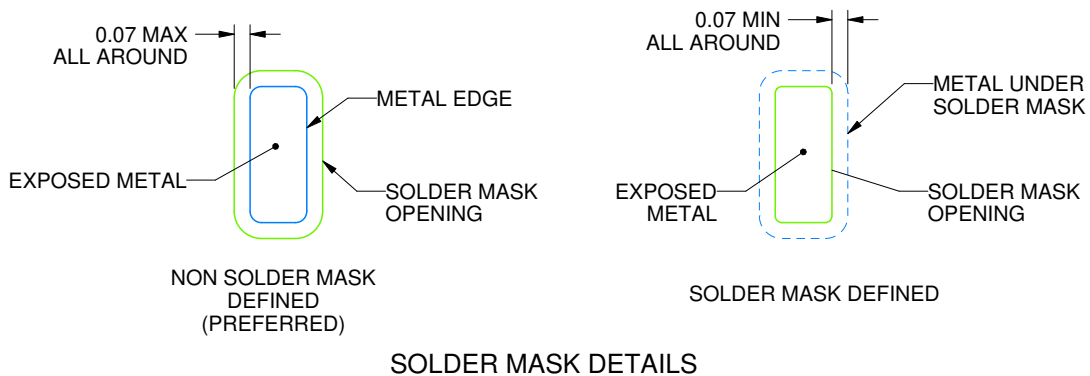 0.07 MAX
ALL AROUND
METAL EDGE
EXPOSED METAL
SOLDER MASK
OPENING
NON SOLDER MASK
DEFINED
(PREFERRED)
0.07 MIN
ALL AROUND
METAL UNDER
SOLDER MASK
EXPOSED
METAL
SOLDER MASK
OPENING
SOLDER MASK DEFINED
SOLDER MASK DETAILS